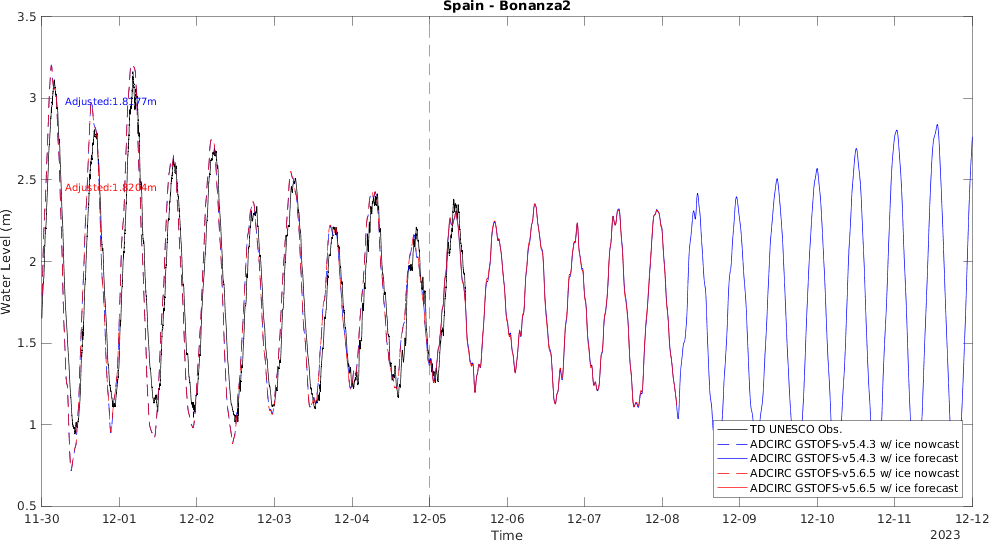 Spain - Bonanza2
Water Level (m)
3.5
3
2.5
2
1.5
1
0.5
Adjusted:1.8177m
Adjusted:1.8204m
TD UNESCO Obs.
ADCIRC GSTOFS-v5.4.3 w/ ice nowcast
ADCIRC GSTOFS-v5.4.3 w/ ice forecast
ADCIRC GSTOFS-v5.6.5 w/ ice nowcast
ADCIRC GSTOFS-v5.6.5 w/ ice forecast
11-30 12-01 12-02 12-03 12-04 12-05 12-06 12-07 12-08 12-09 12-10 12-11 12-12
Time
2023